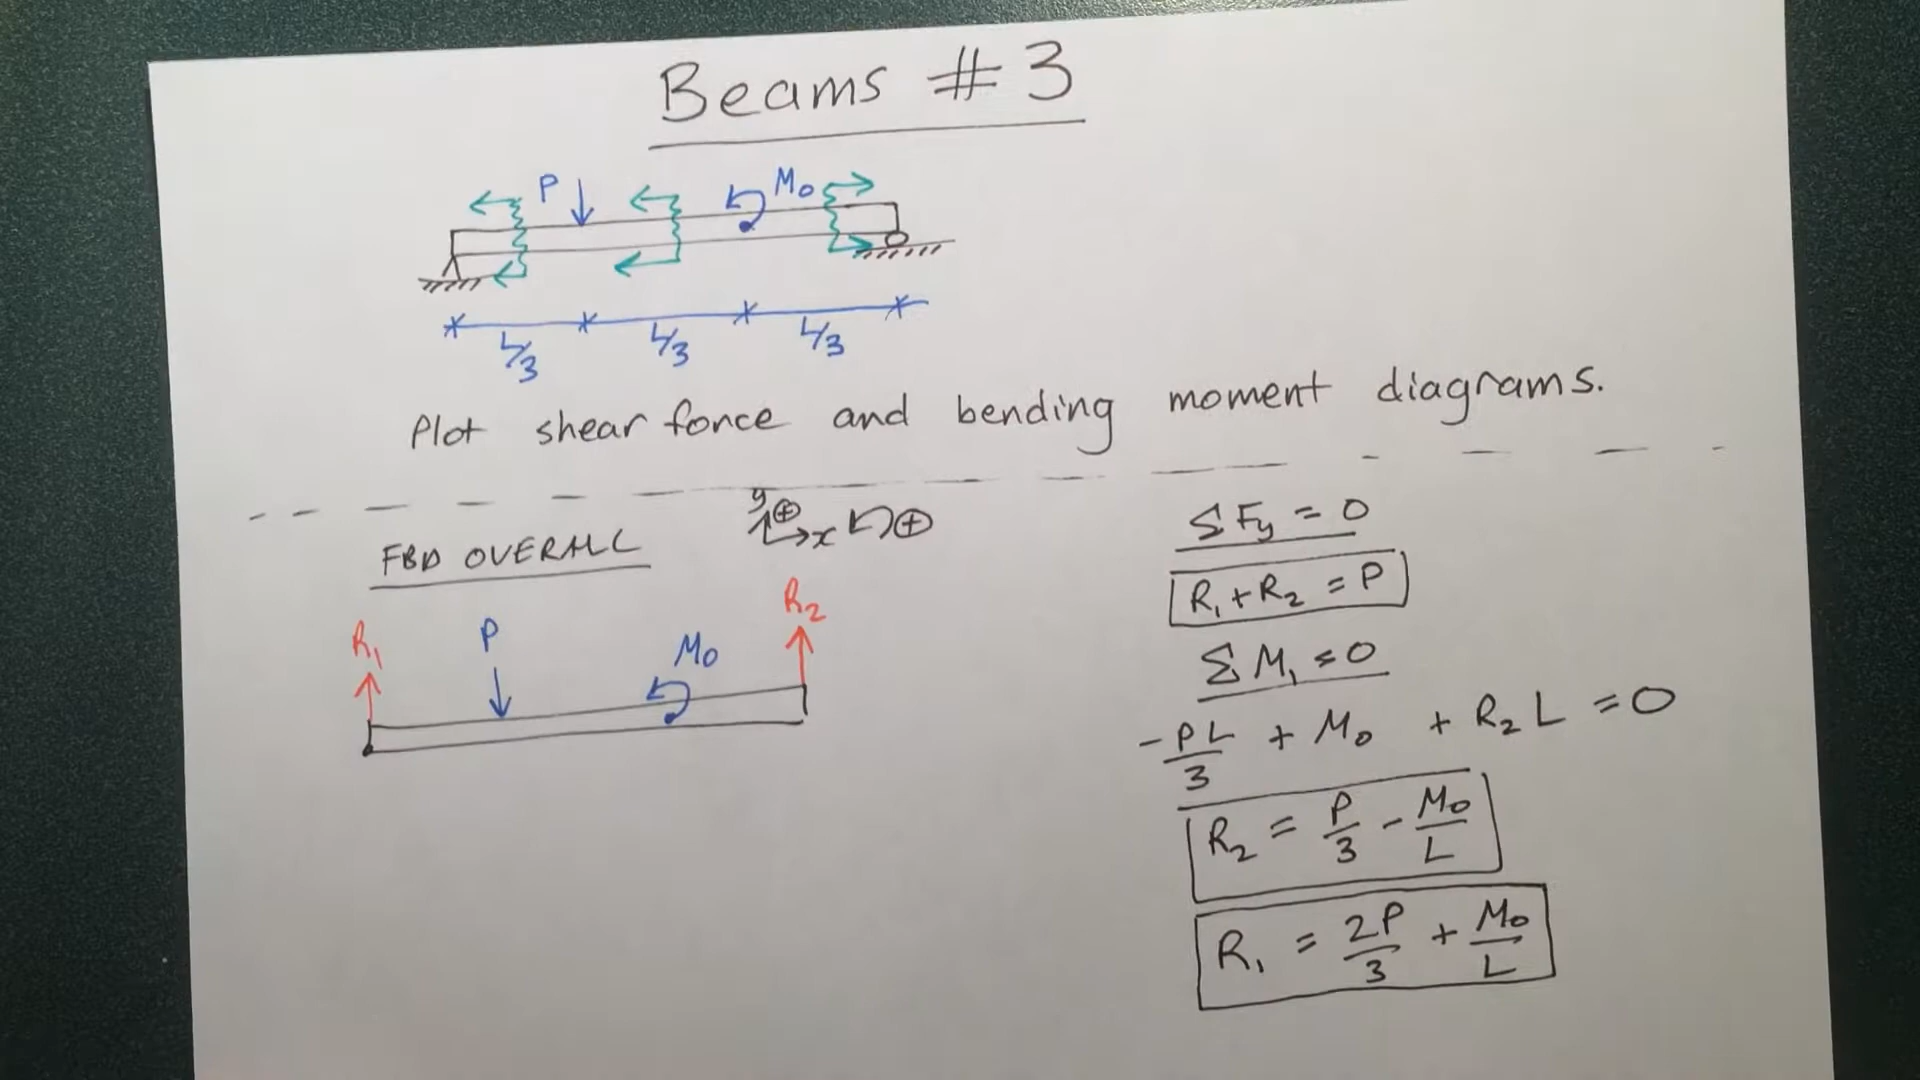 Beams #3
P M₀
L/3 L/3 L/3
Plot shear force and bending moment diagrams.
FBD OVERALL
y ⊕ x ⊕
R₁ P M₀ R₂
ΣFy = 0
R₁ + R₂ = P
ΣM₁ = 0
-PL/3 + M₀ + R₂L = 0
R₂ = P/3 - M₀/L
R₁ = 2P/3 + M₀/L